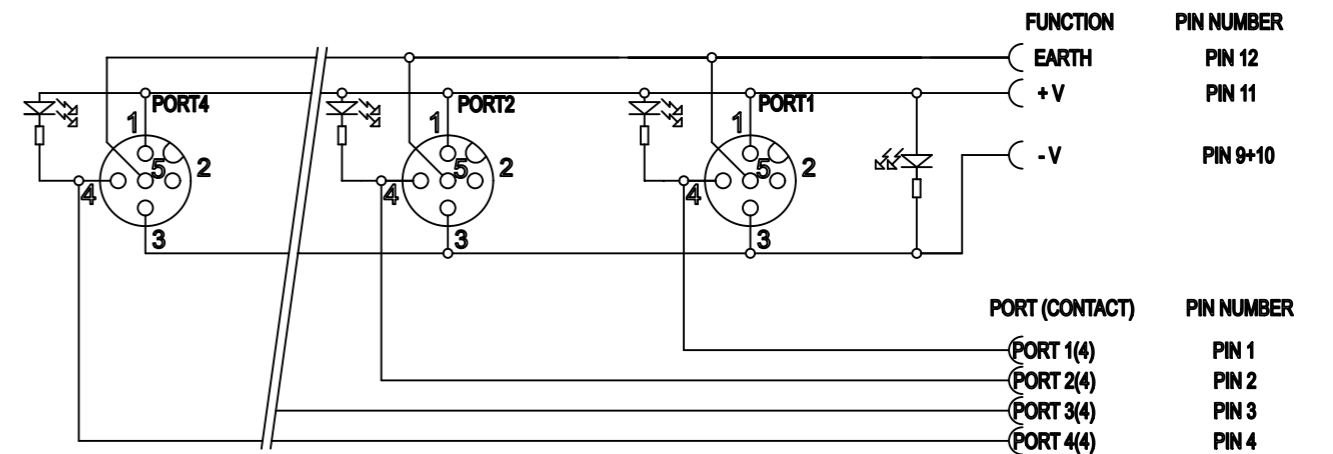 FUNCTION PIN NUMBER
EARTH PIN 12
+ V PIN 11
- V PIN 9+10
PORT4 PORT2 PORT1
1 1 1
5 2 5 2 5 2
4 4 4
3 3 3
PORT (CONTACT) PIN NUMBER
PORT 1(4) PIN 1
PORT 2(4) PIN 2
PORT 3(4) PIN 3
PORT 4(4) PIN 4